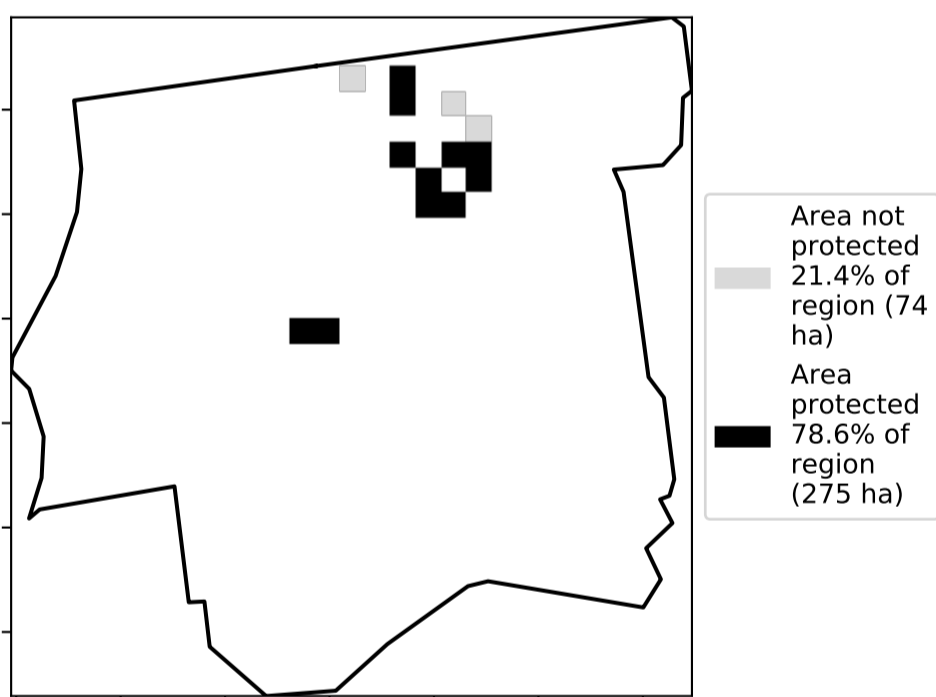 Area not
protected
21.4% of
region (74
ha)
Area
protected
78.6% of
region
(275 ha)